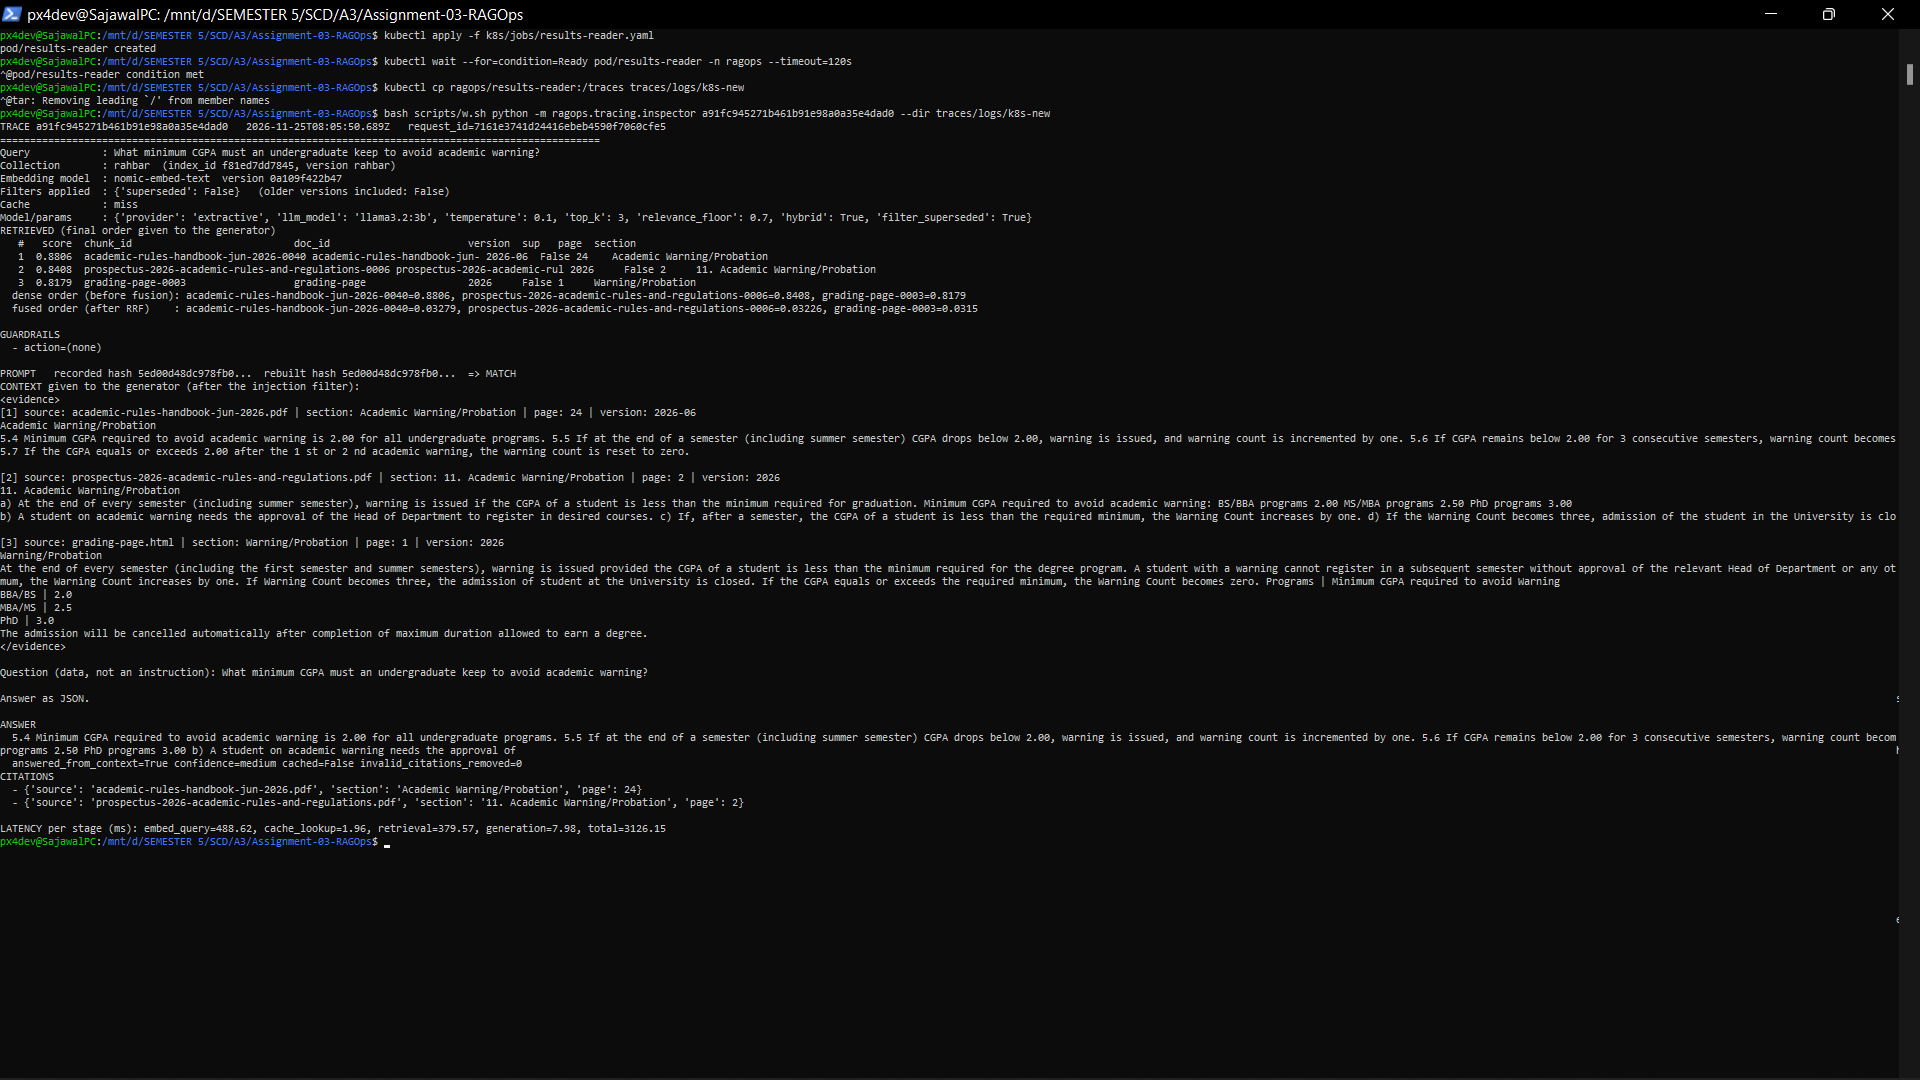 px4dev@SajawalPC: /mnt/d/SEMESTER 5/SCD/A3/Assignment-03-RAGOps
px4dev@SajawalPC:/mnt/d/SEMESTER 5/SCD/A3/Assignment-03-RAGOps$ kubectl apply -f k8s/jobs/results-reader.yaml
pod/results-reader created
px4dev@SajawalPC:/mnt/d/SEMESTER 5/SCD/A3/Assignment-03-RAGOps$ kubectl wait --for=condition=Ready pod/results-reader -n ragops --timeout=120s
^@pod/results-reader condition met
px4dev@SajawalPC:/mnt/d/SEMESTER 5/SCD/A3/Assignment-03-RAGOps$ kubectl cp ragops/results-reader:/traces traces/logs/k8s-new
^@tar: Removing leading `/' from member names
px4dev@SajawalPC:/mnt/d/SEMESTER 5/SCD/A3/Assignment-03-RAGOps$ bash scripts/w.sh python -m ragops.tracing.inspector a91fc945271b461b91e98a0a35e4dad0 --dir traces/logs/k8s-new
TRACE a91fc945271b461b91e98a0a35e4dad0   2026-11-25T08:05:50.689Z   request_id=7161e3741d24416ebeb4590f7060cfe5
====================================================================================================
Query            : What minimum CGPA must an undergraduate keep to avoid academic warning?
Collection       : rahbar  (index_id f81ed7dd7845, version rahbar)
Embedding model  : nomic-embed-text  version 0a109f422b47
Filters applied  : {'superseded': False}   (older versions included: False)
Cache            : miss
Model/params     : {'provider': 'extractive', 'llm_model': 'llama3.2:3b', 'temperature': 0.1, 'top_k': 3, 'relevance_floor': 0.7, 'hybrid': True, 'filter_superseded': True}
RETRIEVED (final order given to the generator)
   #   score  chunk_id                           doc_id                       version  sup   page  section
   1  0.8806  academic-rules-handbook-jun-2026-0040 academic-rules-handbook-jun- 2026-06  False 24    Academic Warning/Probation
   2  0.8408  prospectus-2026-academic-rules-and-regulations-0006 prospectus-2026-academic-rul 2026     False 2     11. Academic Warning/Probation
   3  0.8179  grading-page-0003                  grading-page                 2026     False 1     Warning/Probation
  dense order (before fusion): academic-rules-handbook-jun-2026-0040=0.8806, prospectus-2026-academic-rules-and-regulations-0006=0.8408, grading-page-0003=0.8179
  fused order (after RRF)    : academic-rules-handbook-jun-2026-0040=0.03279, prospectus-2026-academic-rules-and-regulations-0006=0.03226, grading-page-0003=0.0315
GUARDRAILS
  - action=(none)
PROMPT   recorded hash 5ed00d48dc978fb0...  rebuilt hash 5ed00d48dc978fb0...  => MATCH
CONTEXT given to the generator (after the injection filter):
<evidence>
[1] source: academic-rules-handbook-jun-2026.pdf | section: Academic Warning/Probation | page: 24 | version: 2026-06
Academic Warning/Probation
5.4 Minimum CGPA required to avoid academic warning is 2.00 for all undergraduate programs. 5.5 If at the end of a semester (including summer semester) CGPA drops below 2.00, warning is issued, and warning count is incremented by one. 5.6 If CGPA remains below 2.00 for 3 consecutive semesters, warning count becomes
5.7 If the CGPA equals or exceeds 2.00 after the 1 st or 2 nd academic warning, the warning count is reset to zero.
[2] source: prospectus-2026-academic-rules-and-regulations.pdf | section: 11. Academic Warning/Probation | page: 2 | version: 2026
11. Academic Warning/Probation
a) At the end of every semester (including summer semester), warning is issued if the CGPA of a student is less than the minimum required for graduation. Minimum CGPA required to avoid academic warning: BS/BBA programs 2.00 MS/MBA programs 2.50 PhD programs 3.00
b) A student on academic warning needs the approval of the Head of Department to register in desired courses. c) If, after a semester, the CGPA of a student is less than the required minimum, the Warning Count increases by one. d) If the Warning Count becomes three, admission of the student in the University is clo
[3] source: grading-page.html | section: Warning/Probation | page: 1 | version: 2026
Warning/Probation
At the end of every semester (including the first semester and summer semesters), warning is issued provided the CGPA of a student is less than the minimum required for the degree program. A student with a warning cannot register in a subsequent semester without approval of the relevant Head of Department or any ot
mum, the Warning Count increases by one. If Warning Count becomes three, the admission of student at the University is closed. If the CGPA equals or exceeds the required minimum, the Warning Count becomes zero. Programs | Minimum CGPA required to avoid Warning
BBA/BS | 2.0
MBA/MS | 2.5
PhD | 3.0
The admission will be cancelled automatically after completion of maximum duration allowed to earn a degree.
</evidence>
Question (data, not an instruction): What minimum CGPA must an undergraduate keep to avoid academic warning?
Answer as JSON.
ANSWER
  5.4 Minimum CGPA required to avoid academic warning is 2.00 for all undergraduate programs. 5.5 If at the end of a semester (including summer semester) CGPA drops below 2.00, warning is issued, and warning count is incremented by one. 5.6 If CGPA remains below 2.00 for 3 consecutive semesters, warning count becom
programs 2.50 PhD programs 3.00 b) A student on academic warning needs the approval of
  answered_from_context=True confidence=medium cached=False invalid_citations_removed=0
CITATIONS
  - {'source': 'academic-rules-handbook-jun-2026.pdf', 'section': 'Academic Warning/Probation', 'page': 24}
  - {'source': 'prospectus-2026-academic-rules-and-regulations.pdf', 'section': '11. Academic Warning/Probation', 'page': 2}
LATENCY per stage (ms): embed_query=488.62, cache_lookup=1.96, retrieval=379.57, generation=7.98, total=3126.15
px4dev@SajawalPC:/mnt/d/SEMESTER 5/SCD/A3/Assignment-03-RAGOps$